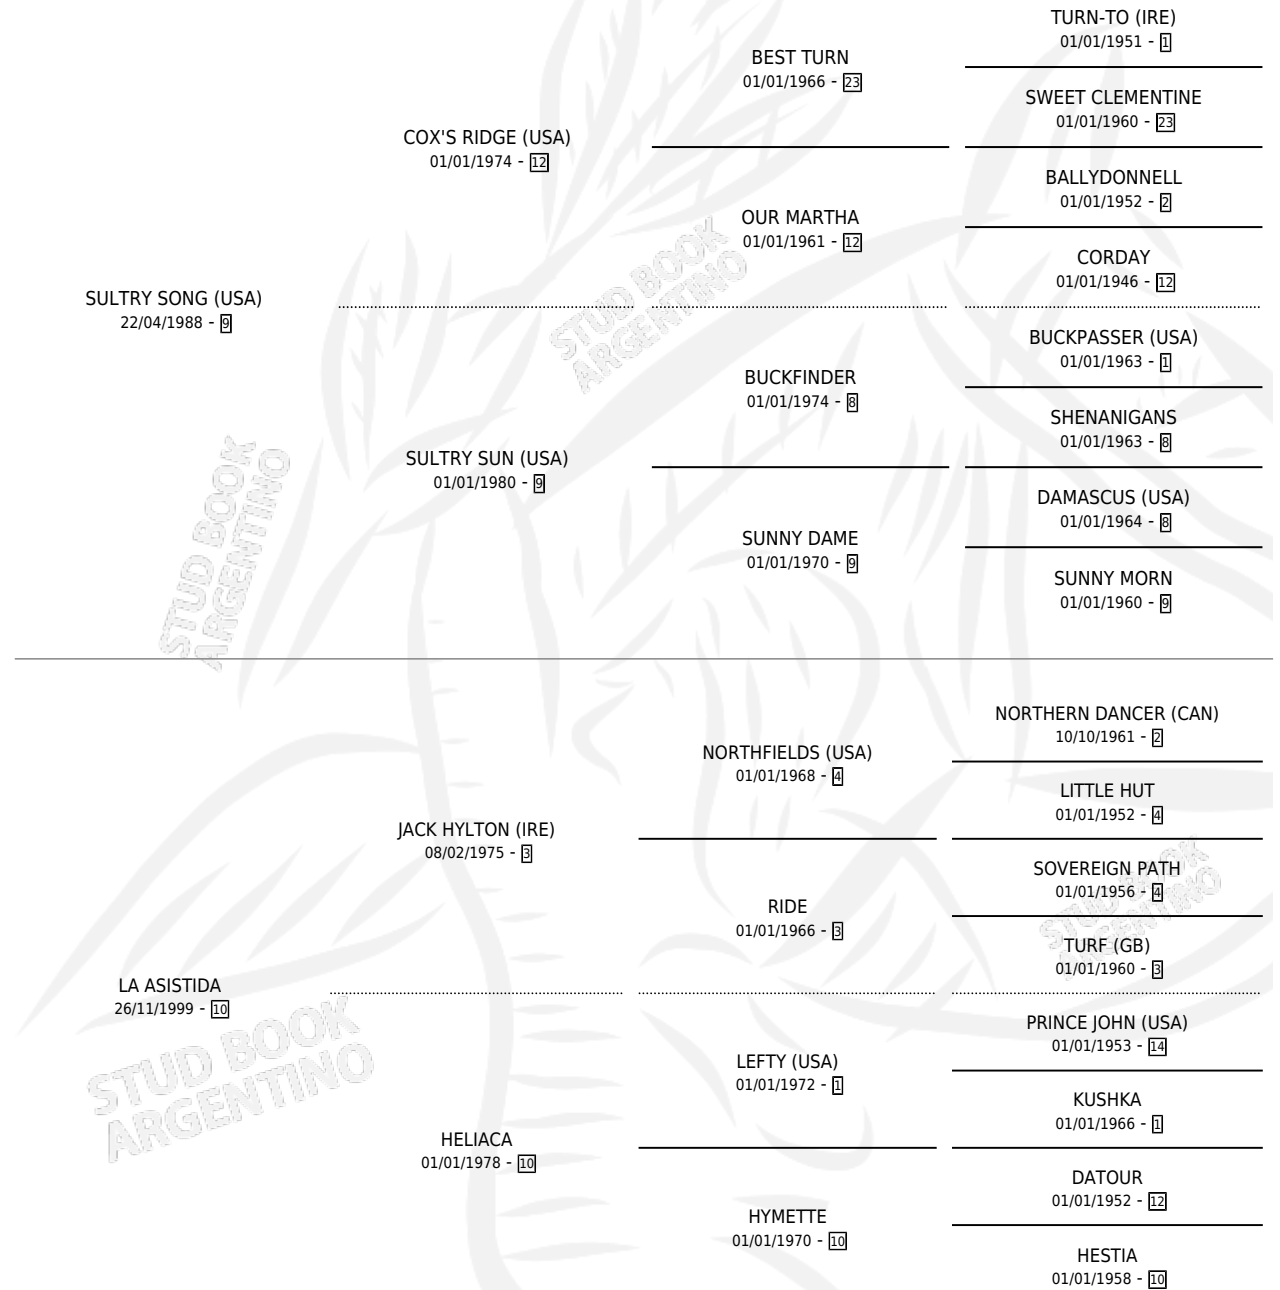 TURN-TO (IRE)
01/01/1951 - 1
BEST TURN
01/01/1966 - 23
SWEET CLEMENTINE
01/01/1960 - 23
COX'S RIDGE (USA)
01/01/1974 - 12
BALLYDONNELL
01/01/1952 - 2
OUR MARTHA
01/01/1961 - 12
CORDAY
01/01/1946 - 12
SULTRY SONG (USA)
22/04/1988 - 9
BUCKPASSER (USA)
01/01/1963 - 1
BUCKFINDER
01/01/1974 - 8
SHENANIGANS
01/01/1963 - 8
SULTRY SUN (USA)
01/01/1980 - 9
DAMASCUS (USA)
01/01/1964 - 8
SUNNY DAME
01/01/1970 - 9
SUNNY MORN
01/01/1960 - 9
NORTHERN DANCER (CAN)
10/10/1961 - 2
NORTHFIELDS (USA)
01/01/1968 - 4
LITTLE HUT
01/01/1952 - 4
JACK HYLTON (IRE)
08/02/1975 - 3
SOVEREIGN PATH
01/01/1956 - 4
RIDE
01/01/1966 - 3
TURF (GB)
01/01/1960 - 3
LA ASISTIDA
26/11/1999 - 10
PRINCE JOHN (USA)
01/01/1953 - 14
LEFTY (USA)
01/01/1972 - 1
KUSHKA
01/01/1966 - 1
HELIACA
01/01/1978 - 10
DATOUR
01/01/1952 - 12
HYMETTE
01/01/1970 - 10
HESTIA
01/01/1958 - 10
STUD BOOK
ARGENTINO
STUD BOOK
ARGENTINO
STUD BOOK
ARGENTINO
STUD BOOK
ARGENTINO